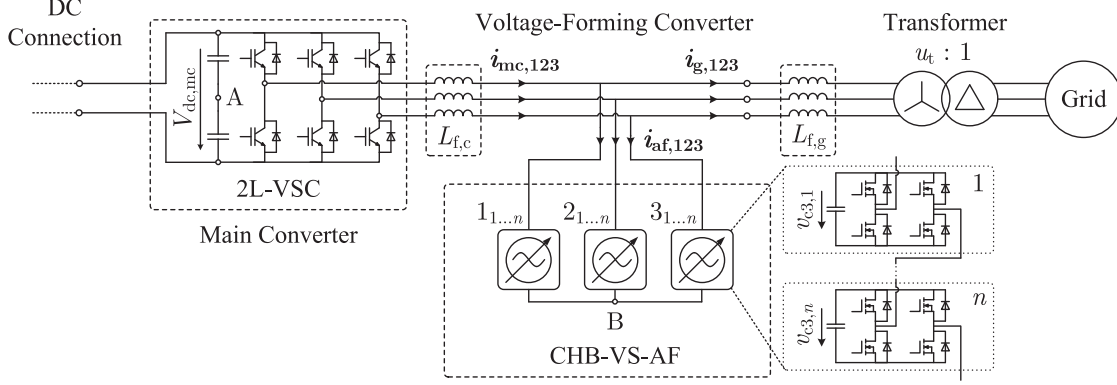 DC
Connection
Voltage-Forming Converter
Transformer
u_t : 1
i_mc,123
i_g,123
V_dc,mc
A
L_f,c
L_f,g
Grid
i_af,123
2L-VSC
Main Converter
1_1...n
2_1...n
3_1...n
v_c3,1
1
B
v_c3,n
n
CHB-VS-AF